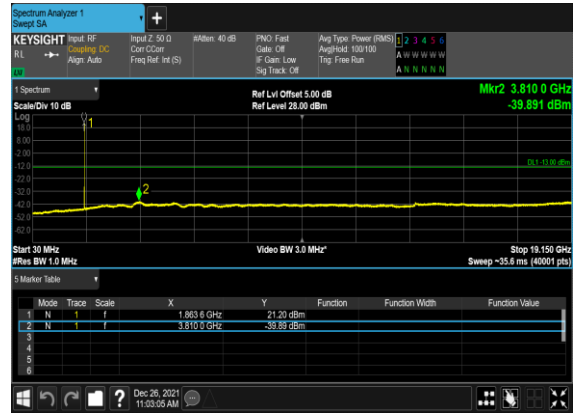 Spectrum Analyzer 1
Swept SA
+
KEYSIGHT Input: RF Input Z: 50 Ω #Atten: 40 dB PNO: Fast Avg Type: Power (RMS) 1 2 3 4 5 6
RL Coupling: DC Corr CCorr Gate: Off Avg|Hold: 100/100 A W W W W W
Align: Auto Freq Ref: Int (S) IF Gain: Low Trig: Free Run
LW Sig Track: Off A N N N N N
1 Spectrum Ref Lvl Offset 5.00 dB Mkr2 3.810 0 GHz
Scale/Div 10 dB Ref Level 28.00 dBm -39.891 dBm
Log
1
18.0
8.00
-2.00
-12.0 DL1 -13.00 dBm
-22.0
-32.0 2
-42.0
-52.0
-62.0
Start 30 MHz Video BW 3.0 MHz* Stop 19.150 GHz
#Res BW 1.0 MHz Sweep ~35.6 ms (40001 pts)
5 Marker Table
Mode Trace Scale X Y Function Function Width Function Value
1 N 1 f 1.863 6 GHz 21.20 dBm
2 N 1 f 3.810 0 GHz -39.89 dBm
3
4
5
6
? Dec 26, 2021
11:03:05 AM